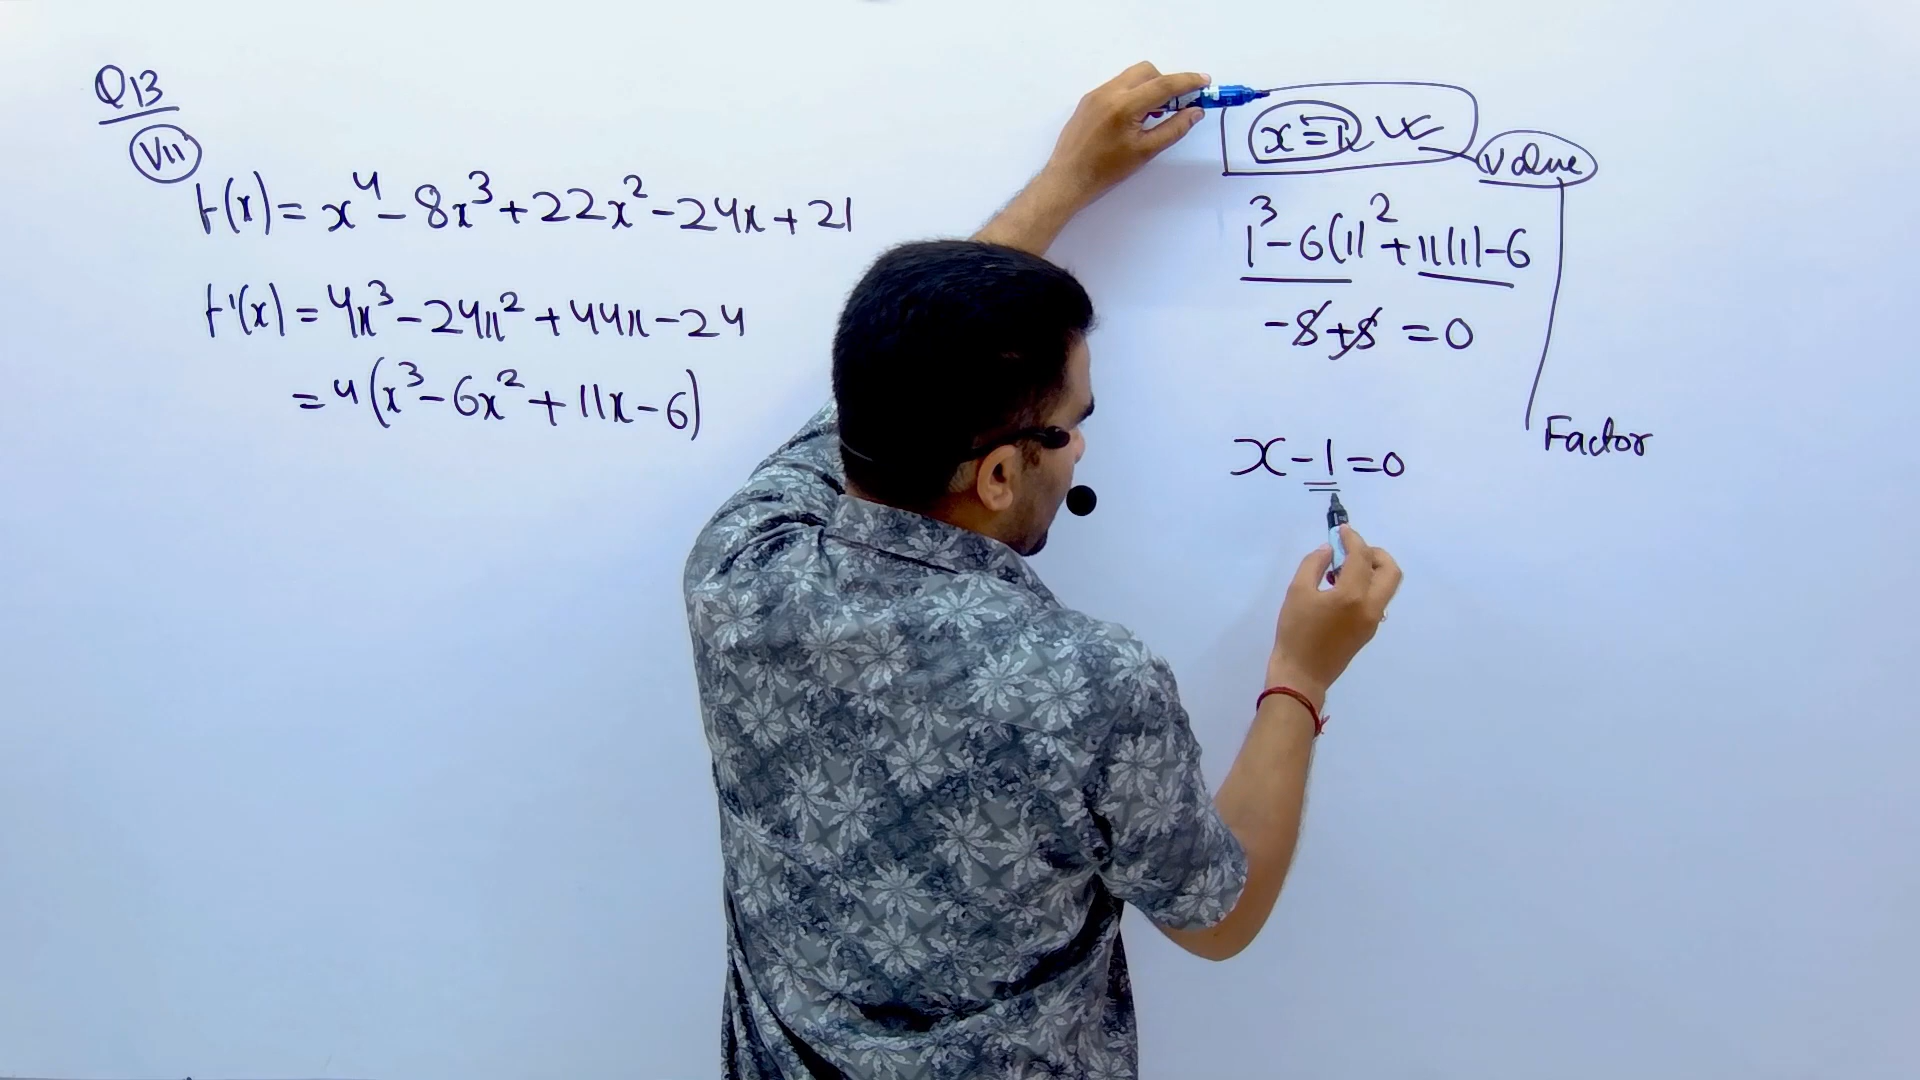 Q13
VII
f(x) = x⁴ - 8x³ + 22x² - 24x + 21
f'(x) = 4x³ - 24x² + 44x - 24
= 4(x³ - 6x² + 11x - 6)
x = 1
value
1³ - 6(1)² + 11(1) - 6
-8 + 8 = 0
Factor
x - 1 = 0